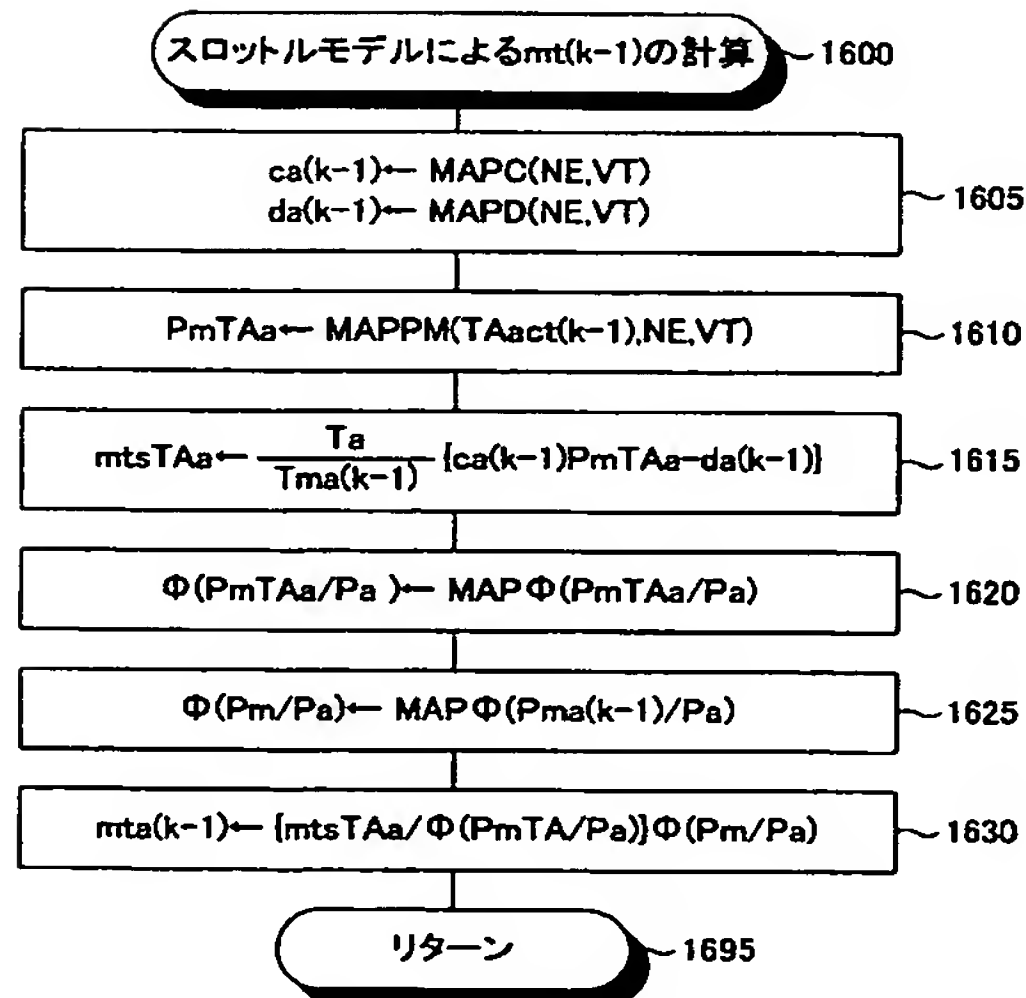 スロットルモデルによるmt(k-1)の計算
1600
ca(k-1)← MAPC(NE,VT)
da(k-1)← MAPD(NE,VT)
1605
PmTAa← MAPPM(TAact(k-1),NE,VT)
1610
mtsTAa← Ta/Tma(k-1) {ca(k-1)PmTAa-da(k-1)}
1615
Φ(PmTAa/Pa )← MAPΦ(PmTAa/Pa)
1620
Φ(Pm/Pa)← MAPΦ(Pma(k-1)/Pa)
1625
mta(k-1)← {mtsTAa/Φ(PmTA/Pa)}Φ(Pm/Pa)
1630
リターン
1695